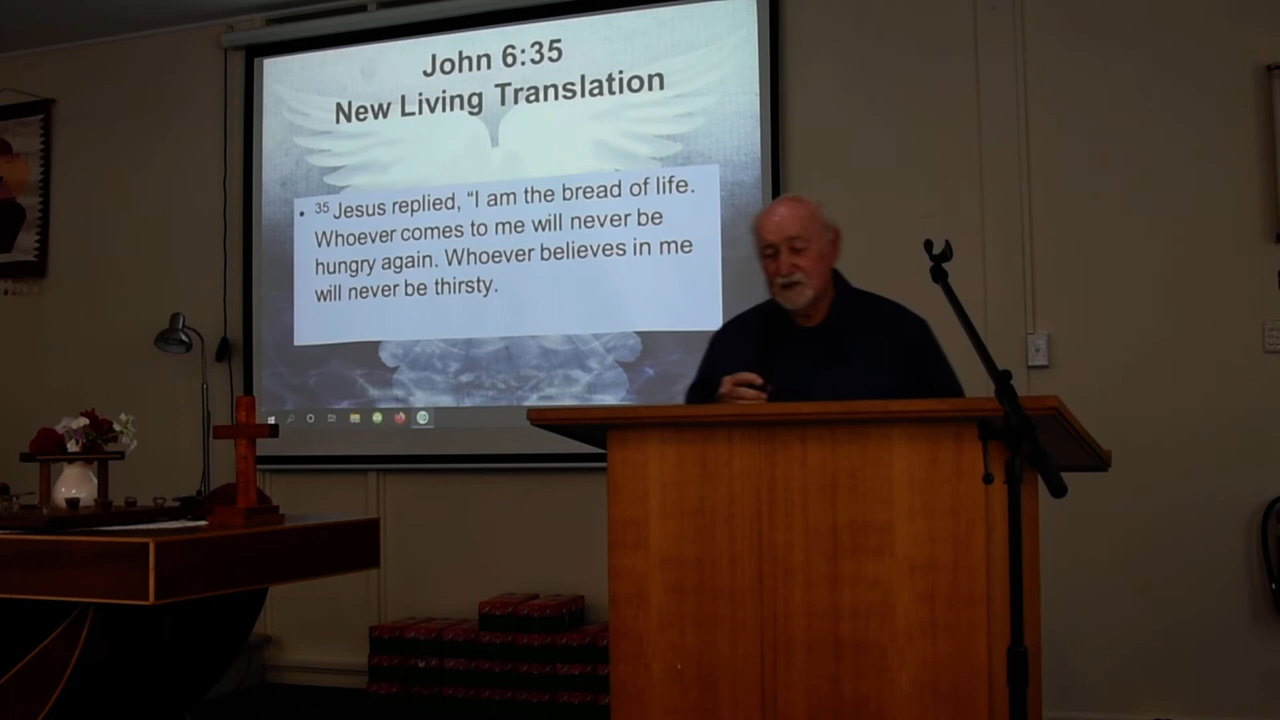 John 6:35
New Living Translation
• ³⁵ Jesus replied, “I am the bread of life.
Whoever comes to me will never be
hungry again. Whoever believes in me
will never be thirsty.